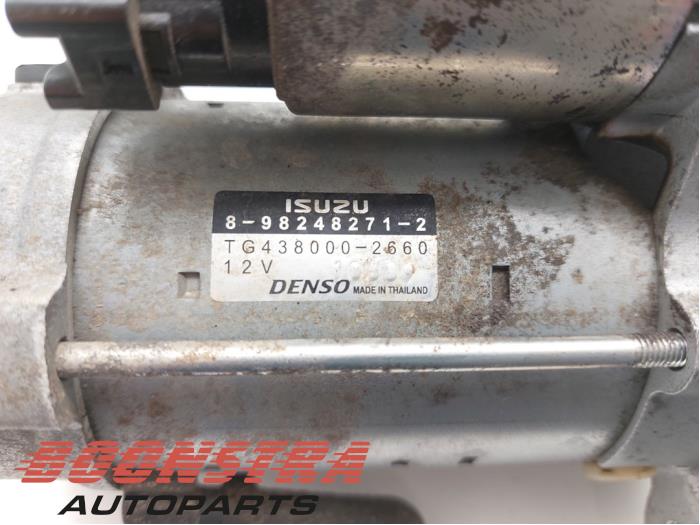 ISUZU
8-98248271-2
TG438000-2660
12V
DENSO MADE IN THAILAND
BOONSTRA
AUTOPARTS